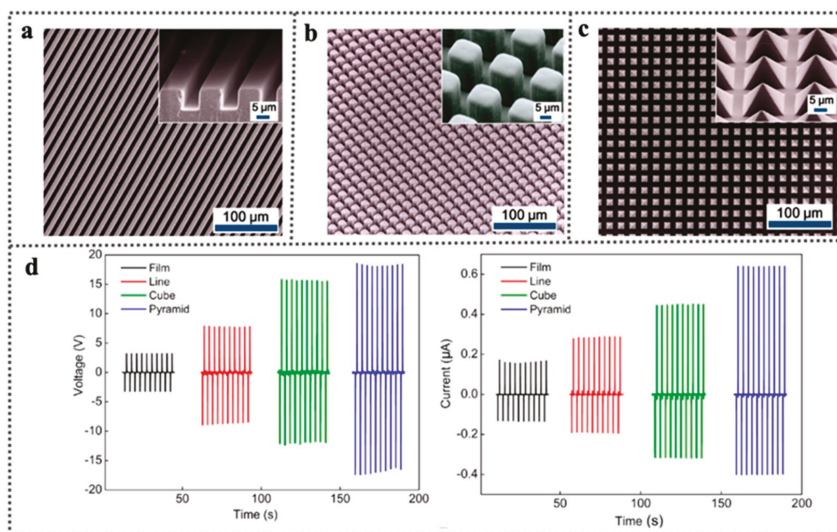 a
5 µm
100 µm
b
5 µm
100 µm
c
5 µm
100 µm
d
Voltage (V)
20
15
10
5
0
-5
-10
-15
-20
Film
Line
Cube
Pyramid
50
100
150
200
Time (s)
Current (µA)
0.6
0.4
0.2
0.0
-0.2
-0.4
Film
Line
Cube
Pyramid
50
100
150
200
Time (s)